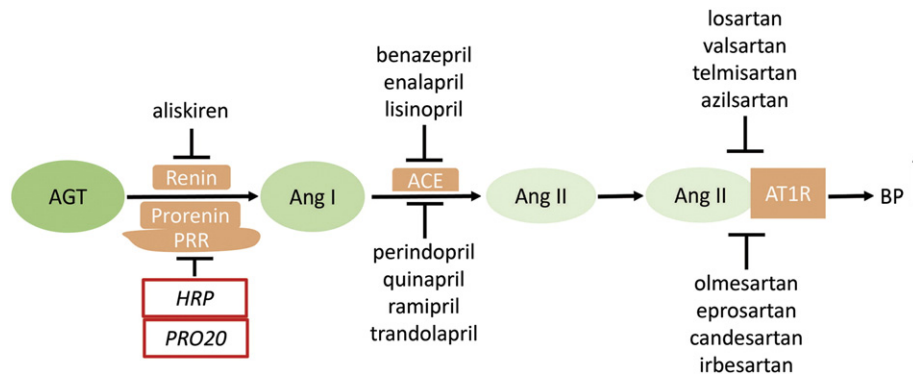 losartan
valsartan
telmisartan
azilsartan
benazepril
enalapril
lisinopril
aliskiren
AGT
Renin
Prorenin
PRR
Ang I
ACE
Ang II
Ang II
AT1R
BP
HRP
PRO20
perindopril
quinapril
ramipril
trandolapril
olmesartan
eprosartan
candesartan
irbesartan